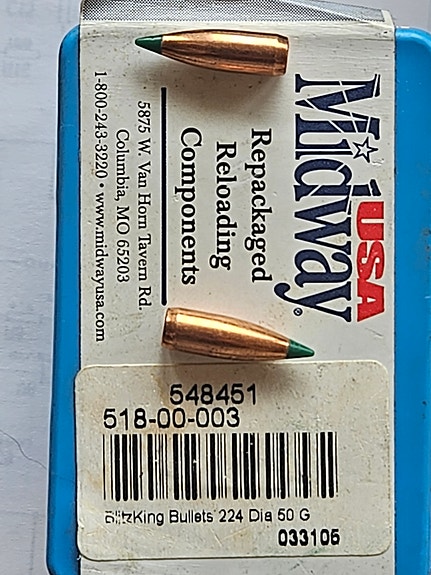 MidwayUSA®
Repackaged
Reloading
Components
5875 W. Van Horn Tavern Rd.
Columbia, MO 65203
1-800-243-3220 • www.midwayusa.com
548451
518-00-003
BlitzKing Bullets 224 Dia 50 G
033105